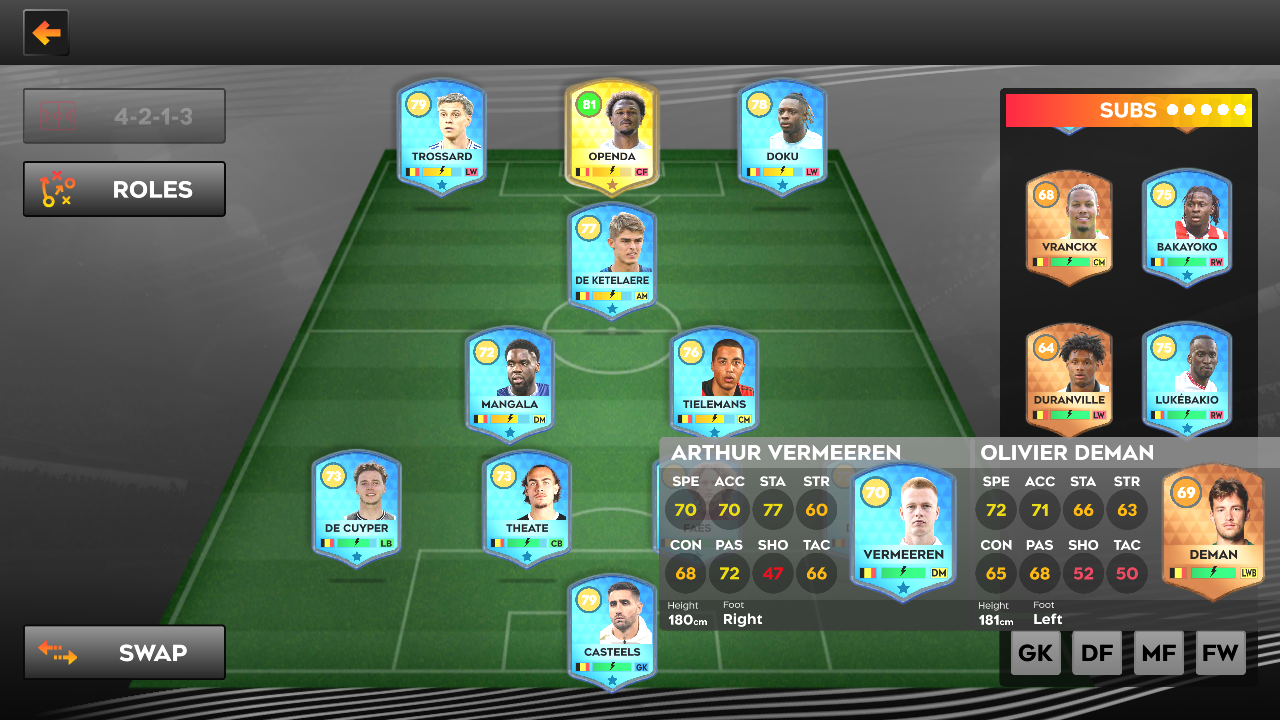 4-2-1-3
ROLES
SUBS
79
TROSSARD
LW
81
OPENDA
CF
78
DOKU
LW
68
VRANCKX
CM
75
BAKAYOKO
RW
77
DE KETELAERE
AM
64
DURANVILLE
LW
75
LUKÉBAKIO
RW
72
MANGALA
DM
76
TIELEMANS
CM
73
DE CUYPER
LB
73
THEATE
CB
FAES
ARTHUR VERMEEREN
SPE ACC STA STR
70 70 77 60
CON PAS SHO TAC
68 72 47 66
Height Foot
180cm Right
70
VERMEEREN
DM
OLIVIER DEMAN
SPE ACC STA STR
72 71 66 63
CON PAS SHO TAC
65 68 52 50
Height Foot
181cm Left
69
DEMAN
LWB
79
CASTEELS
GK
SWAP
GK DF MF FW